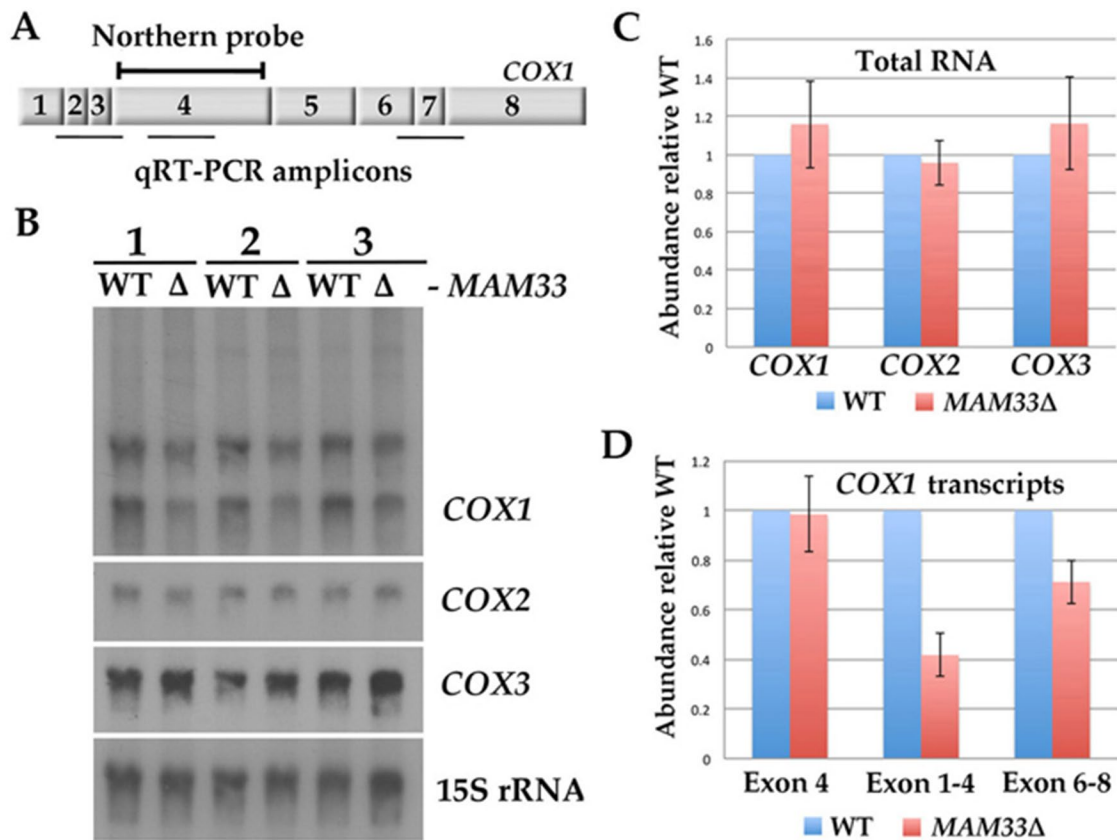 A
Northern probe
COX1
1 2 3 4 5 6 7 8
qRT-PCR amplicons
B
1 2 3
WT Δ WT Δ WT Δ - MAM33
COX1
COX2
COX3
15S rRNA
C
Total RNA
Abundance relative WT
1.6
1.4
1.2
1
0.8
0.6
0.4
0.2
0
COX1 COX2 COX3
WT MAM33Δ
D
COX1 transcripts
Abundance relative WT
1.2
1
0.8
0.6
0.4
0.2
0
Exon 4 Exon 1-4 Exon 6-8
WT MAM33Δ